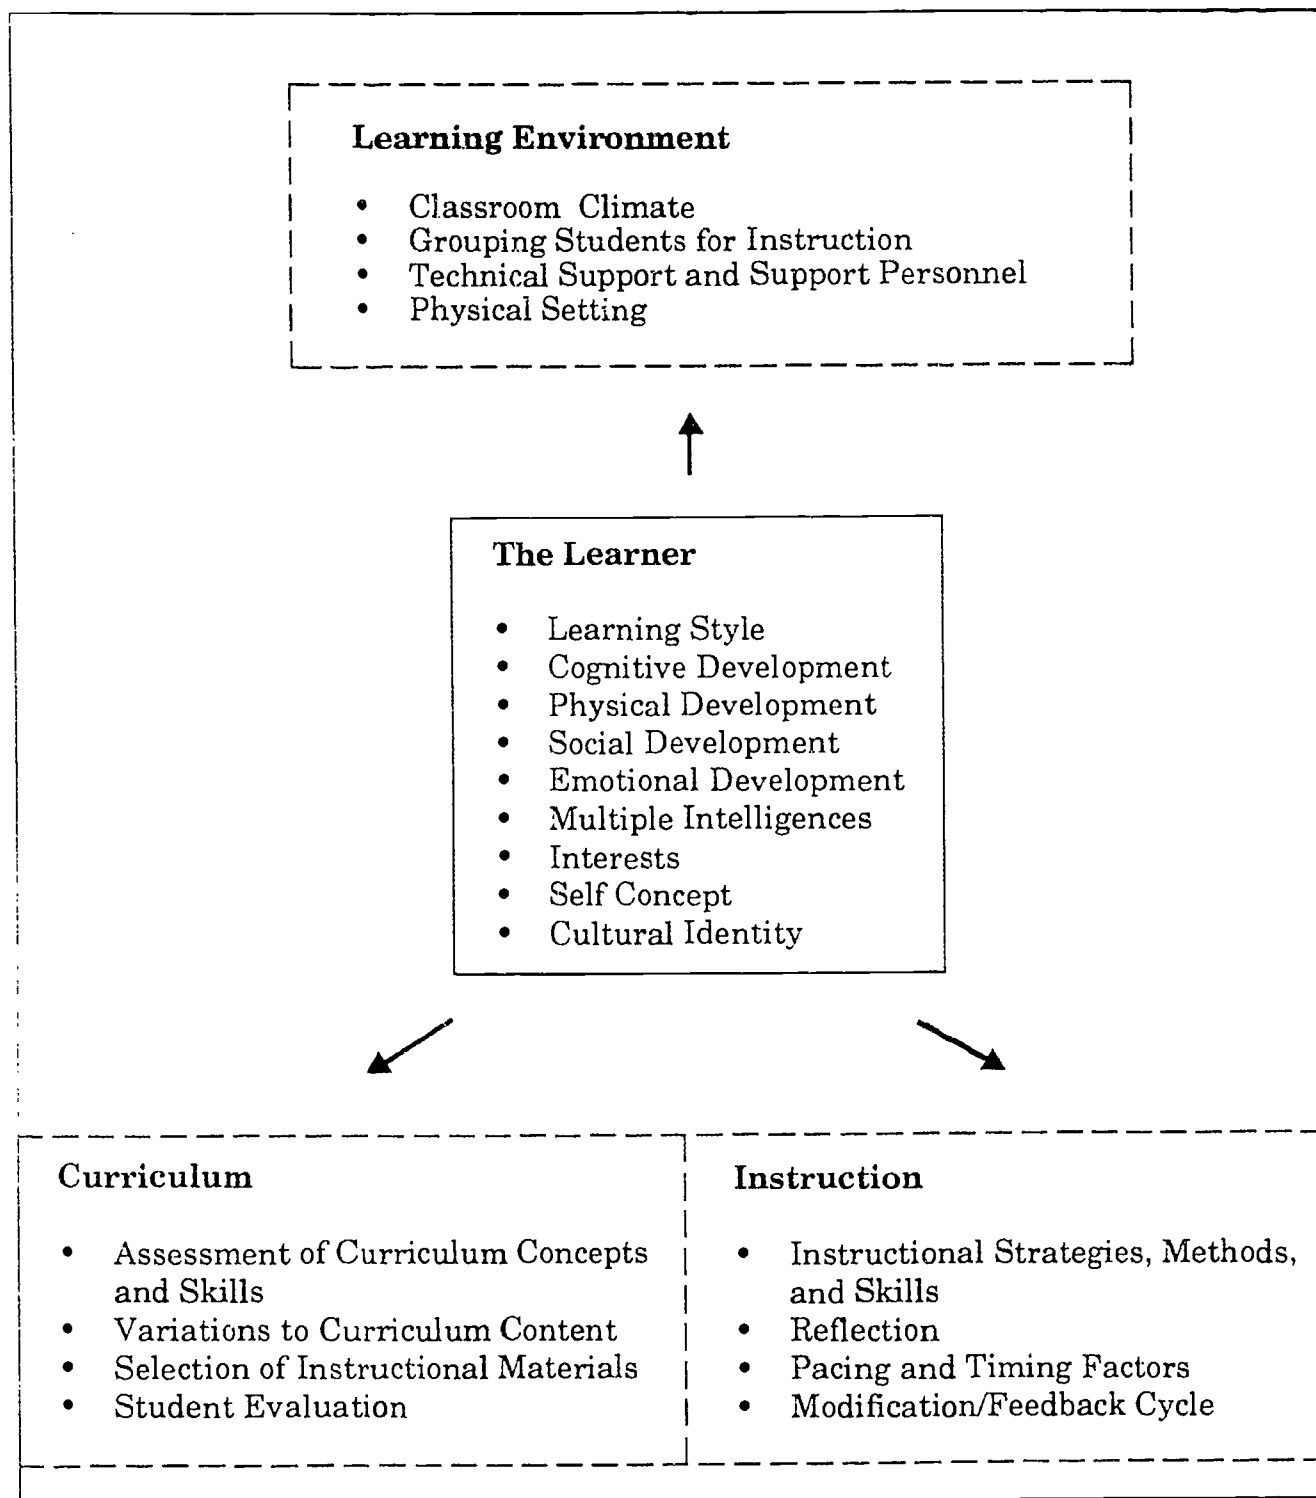 Learning Environment
• Classroom Climate
• Grouping Students for Instruction
• Technical Support and Support Personnel
• Physical Setting
The Learner
• Learning Style
• Cognitive Development
• Physical Development
• Social Development
• Emotional Development
• Multiple Intelligences
• Interests
• Self Concept
• Cultural Identity
Curriculum
• Assessment of Curriculum Concepts
and Skills
• Variations to Curriculum Content
• Selection of Instructional Materials
• Student Evaluation
Instruction
• Instructional Strategies, Methods,
and Skills
• Reflection
• Pacing and Timing Factors
• Modification/Feedback Cycle